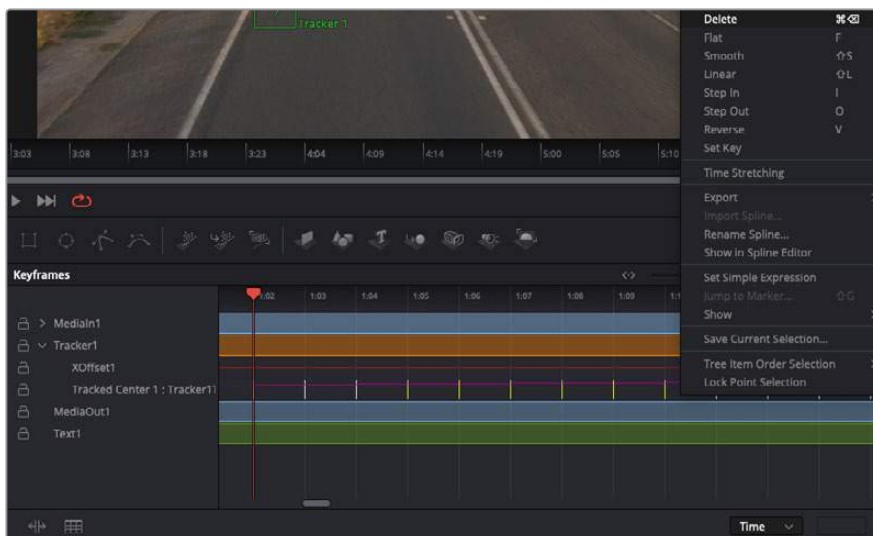 Tracker 1
Delete ⌘⌫
Flat F
Smooth ⇧S
Linear ⇧L
Step In I
Step Out O
Reverse V
Set Key
Time Stretching
Export
Import Spline...
Rename Spline...
Show in Spline Editor
Set Simple Expression
Jump to Marker... ⇧G
Show
Save Current Selection...
Tree Item Order Selection
Lock Point Selection
3:03 3:08 3:13 3:18 3:23 4:04 4:09 4:14 4:19 5:00 5:05 5:10
Keyframes
1:02 1:03 1:04 1:05 1:06 1:07 1:08 1:09
MediaIn1
Tracker1
XOffset1
Tracked Center 1 : Tracker1
MediaOut1
Text1
Time